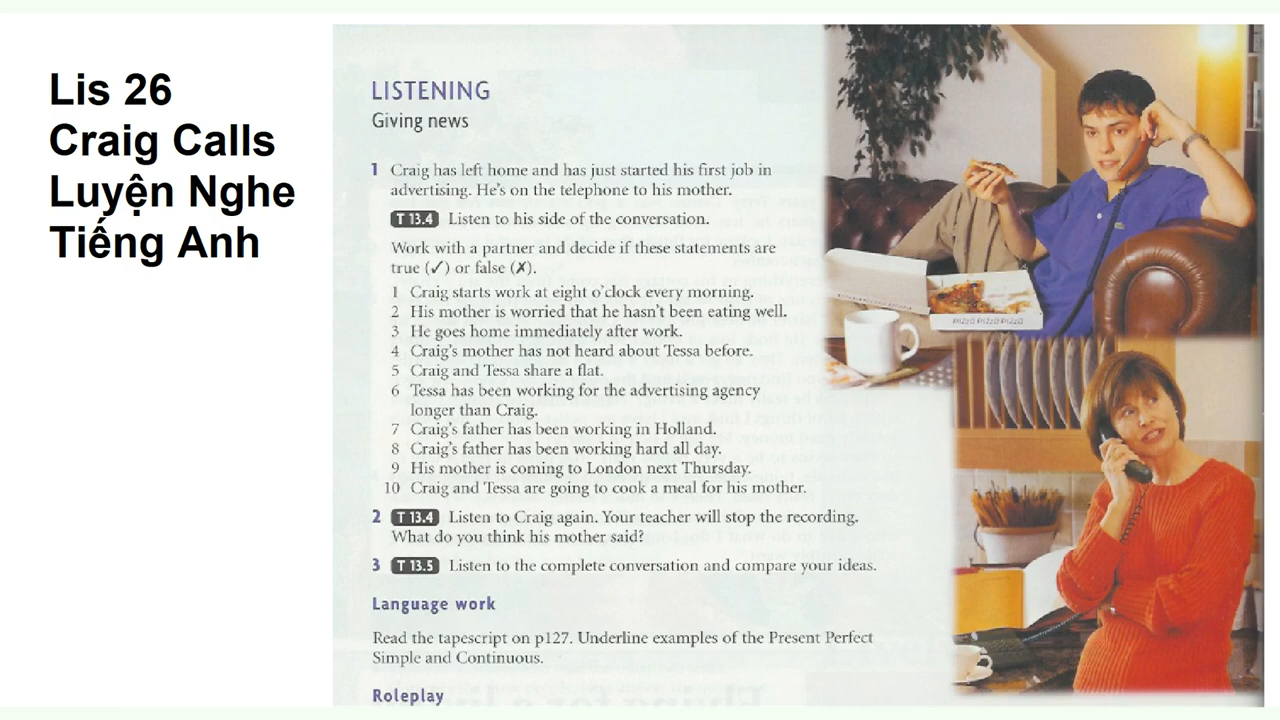 Lis 26
Craig Calls
Luyện Nghe
Tiếng Anh
LISTENING
Giving news
1 Craig has left home and has just started his first job in
advertising. He's on the telephone to his mother.
T 13.4 Listen to his side of the conversation.
Work with a partner and decide if these statements are
true (✓) or false (✗).
1 Craig starts work at eight o'clock every morning.
2 His mother is worried that he hasn't been eating well.
3 He goes home immediately after work.
4 Craig's mother has not heard about Tessa before.
5 Craig and Tessa share a flat.
6 Tessa has been working for the advertising agency
longer than Craig.
7 Craig's father has been working in Holland.
8 Craig's father has been working hard all day.
9 His mother is coming to London next Thursday.
10 Craig and Tessa are going to cook a meal for his mother.
2 T 13.4 Listen to Craig again. Your teacher will stop the recording.
What do you think his mother said?
3 T 13.5 Listen to the complete conversation and compare your ideas.
Language work
Read the tapescript on p127. Underline examples of the Present Perfect
Simple and Continuous.
Roleplay
PIZZA PIZZA PIZZA